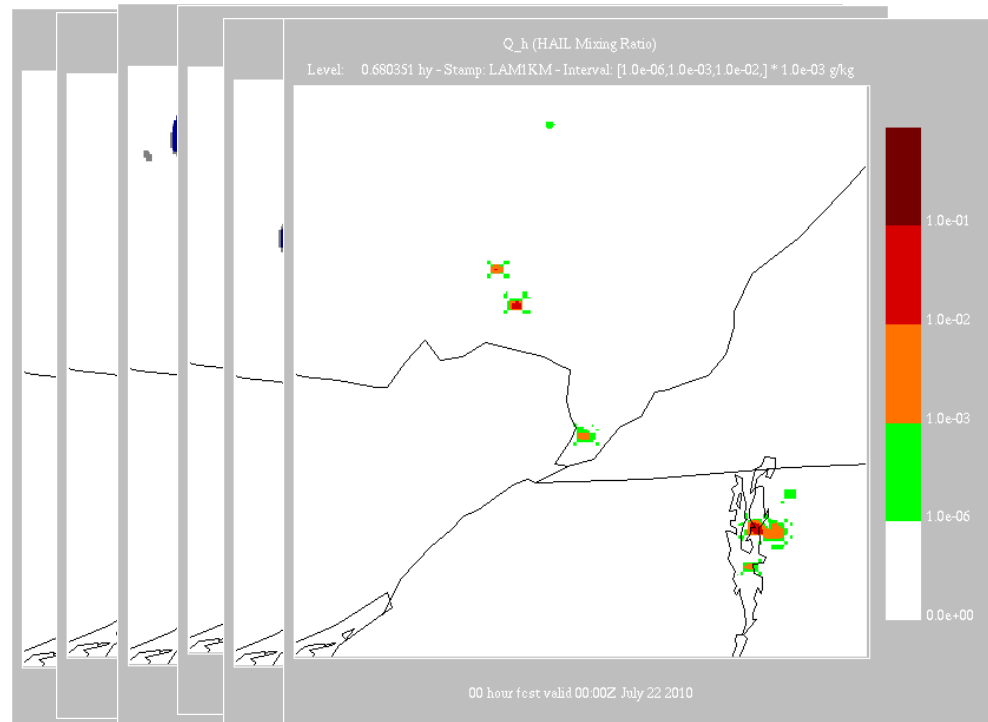 Q_h (HAIL Mixing Ratio)
Level: 0.680351 hy - Stamp: LAM1KM - Interval: [1.0e-06,1.0e-03,1.0e-02,] * 1.0e-03 g/kg
1.0e-01
1.0e-02
1.0e-03
1.0e-06
0.0e+00
00 hour fcst valid 00:00Z July 22 2010